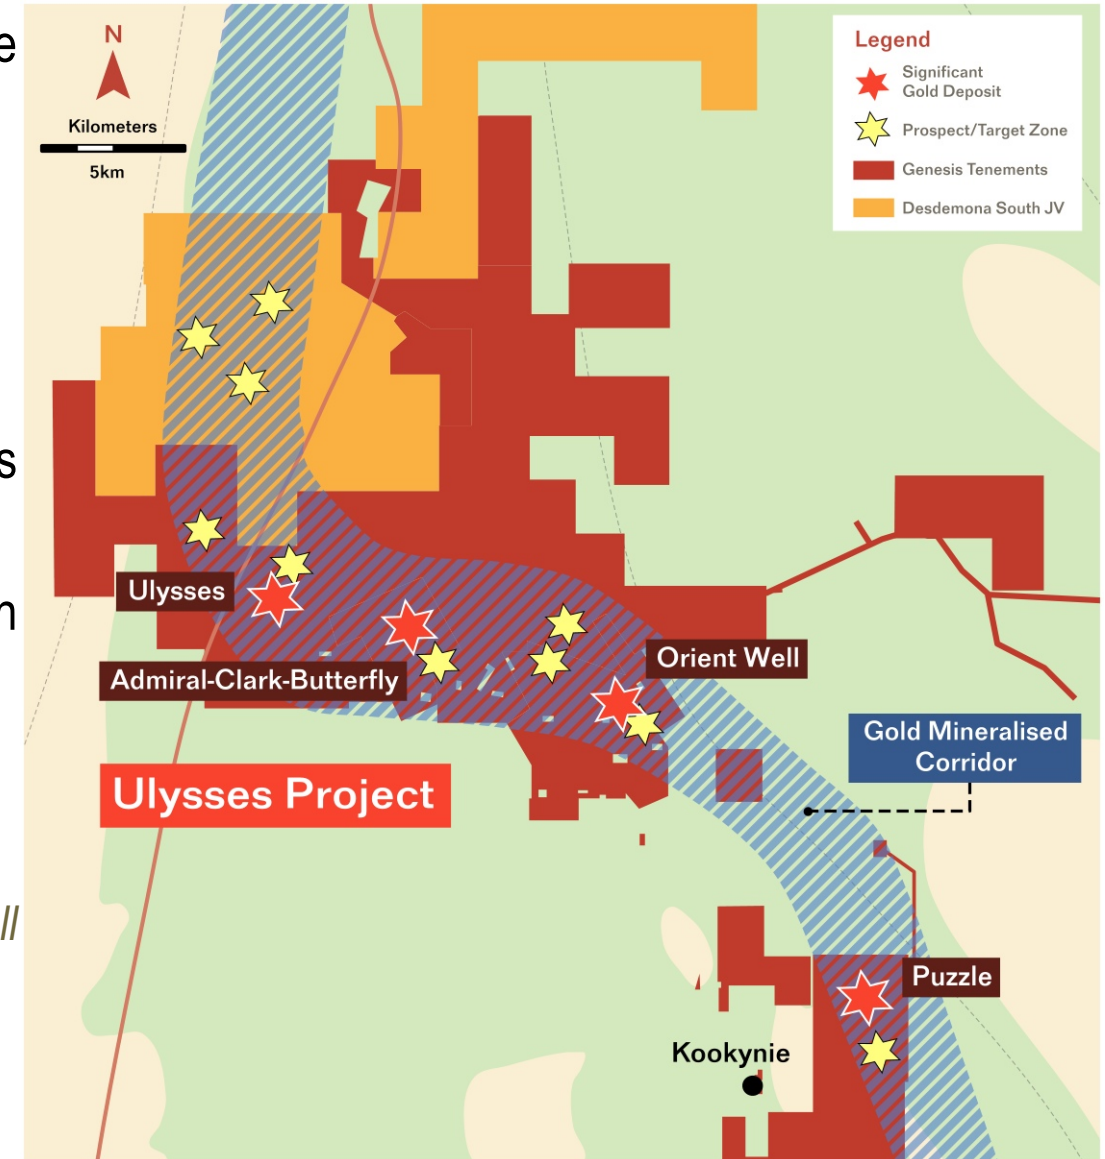 e
N
Kilometers
5km
Legend
Significant
Gold Deposit
Prospect/Target Zone
Genesis Tenements
Desdemona South JV
s
Ulysses
n
Admiral-Clark-Butterfly
Orient Well
Gold Mineralised
Corridor
Ulysses Project
ll
Puzzle
Kookynie